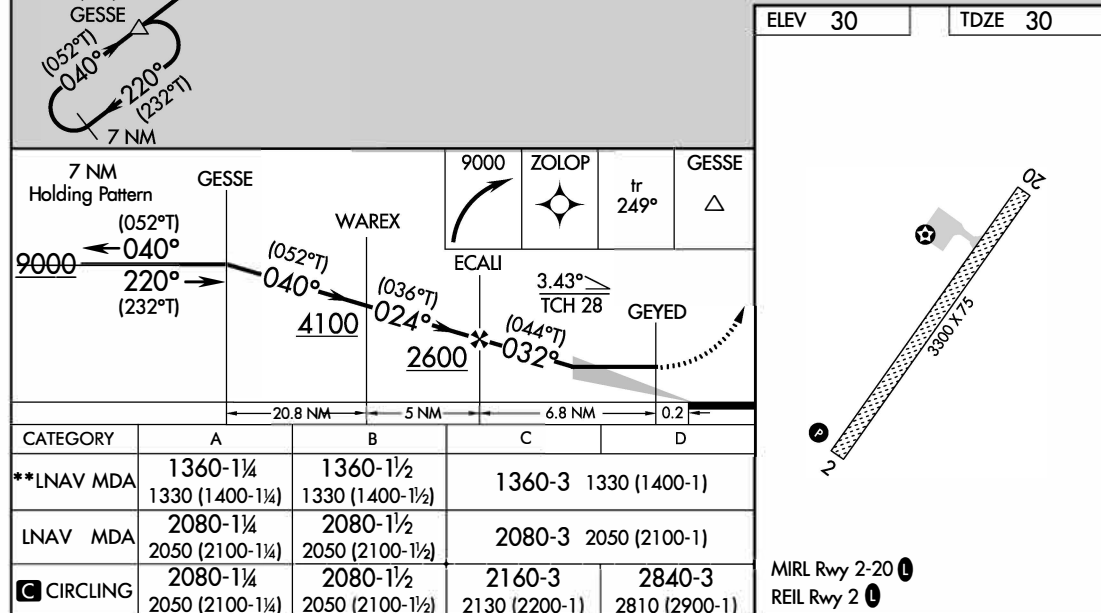 GESSE
(052°T)
040°
220°
(232°T)
7 NM
ELEV 30
TDZE 30
7 NM
Holding Pattern
GESSE
(052°T)
040°
9000
220°
(232°T)
(052°T)
040°
WAREX
4100
(036°T)
024°
ECALI
2600
(044°T)
032°
3.43°
TCH 28
GEYED
9000
ZOLOP
tr
249°
GESSE
20.8 NM
5 NM
6.8 NM
0.2
CATEGORY A B C D
**LNAV MDA
1360-1¼
1330 (1400-1¼)
1360-1½
1330 (1400-1½)
1360-3 1330 (1400-1)
LNAV MDA
2080-1¼
2050 (2100-1¼)
2080-1½
2050 (2100-1½)
2080-3 2050 (2100-1)
C CIRCLING
2080-1¼
2050 (2100-1¼)
2080-1½
2050 (2100-1½)
2160-3
2130 (2200-1)
2840-3
2810 (2900-1)
20
3300 X 75
P
2
MIRL Rwy 2-20 L
REIL Rwy 2 L